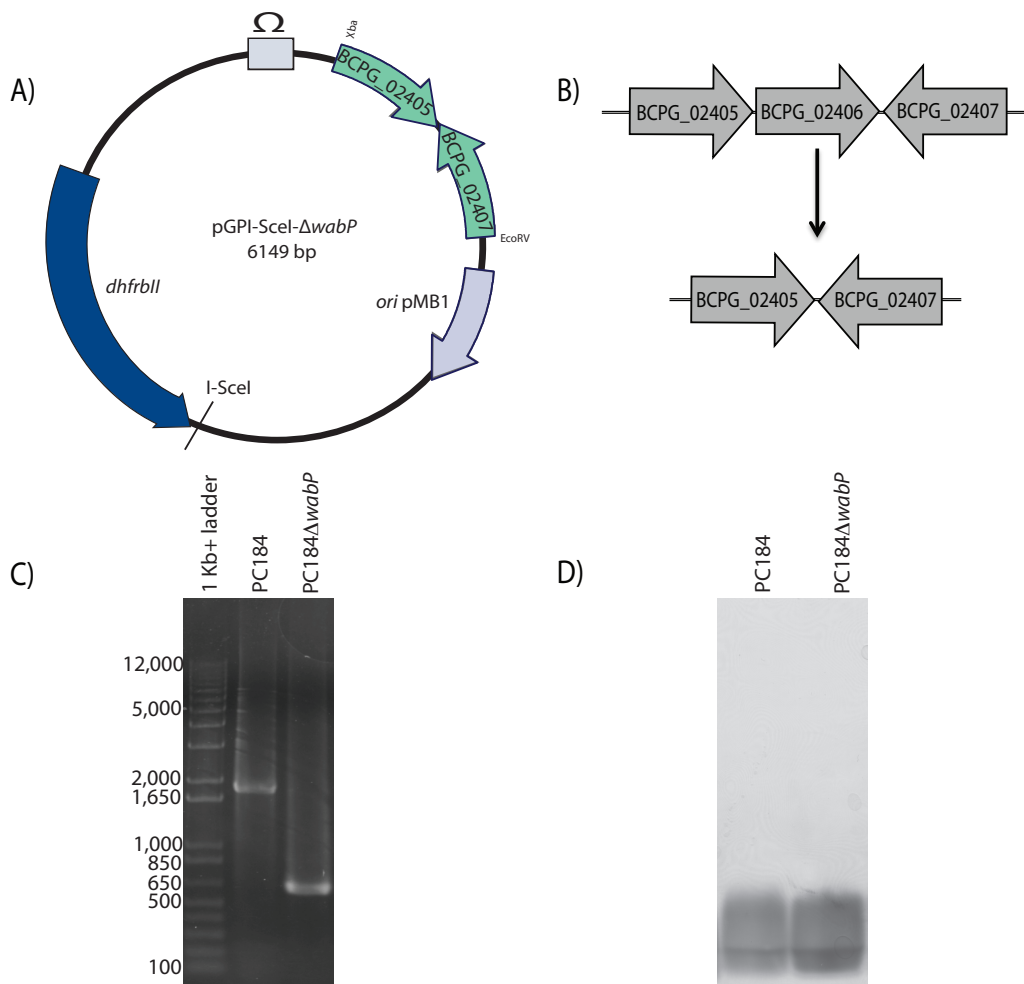 A)
Ω
Xba
BCPG_02405
BCPG_02407
EcoRV
pGPI-SceI-ΔwabP
6149 bp
dhfrbII
ori pMB1
I-SceI
B)
BCPG_02405
BCPG_02406
BCPG_02407
BCPG_02405
BCPG_02407
C)
1 Kb+ ladder
PC184
PC184ΔwabP
12,000
5,000
2,000
1,650
1,000
850
650
500
100
D)
PC184
PC184ΔwabP